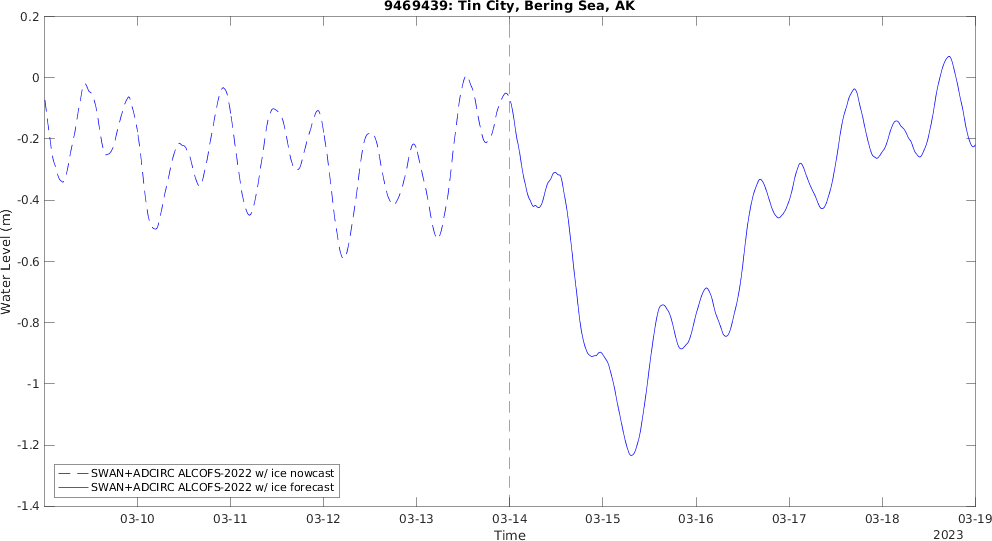 9469439: Tin City, Bering Sea, AK
0.2
0
-0.2
-0.4
-0.6
-0.8
-1
-1.2
-1.4
Water Level (m)
SWAN+ADCIRC ALCOFS-2022 w/ ice nowcast
SWAN+ADCIRC ALCOFS-2022 w/ ice forecast
03-10 03-11 03-12 03-13 03-14 03-15 03-16 03-17 03-18 03-19
Time
2023